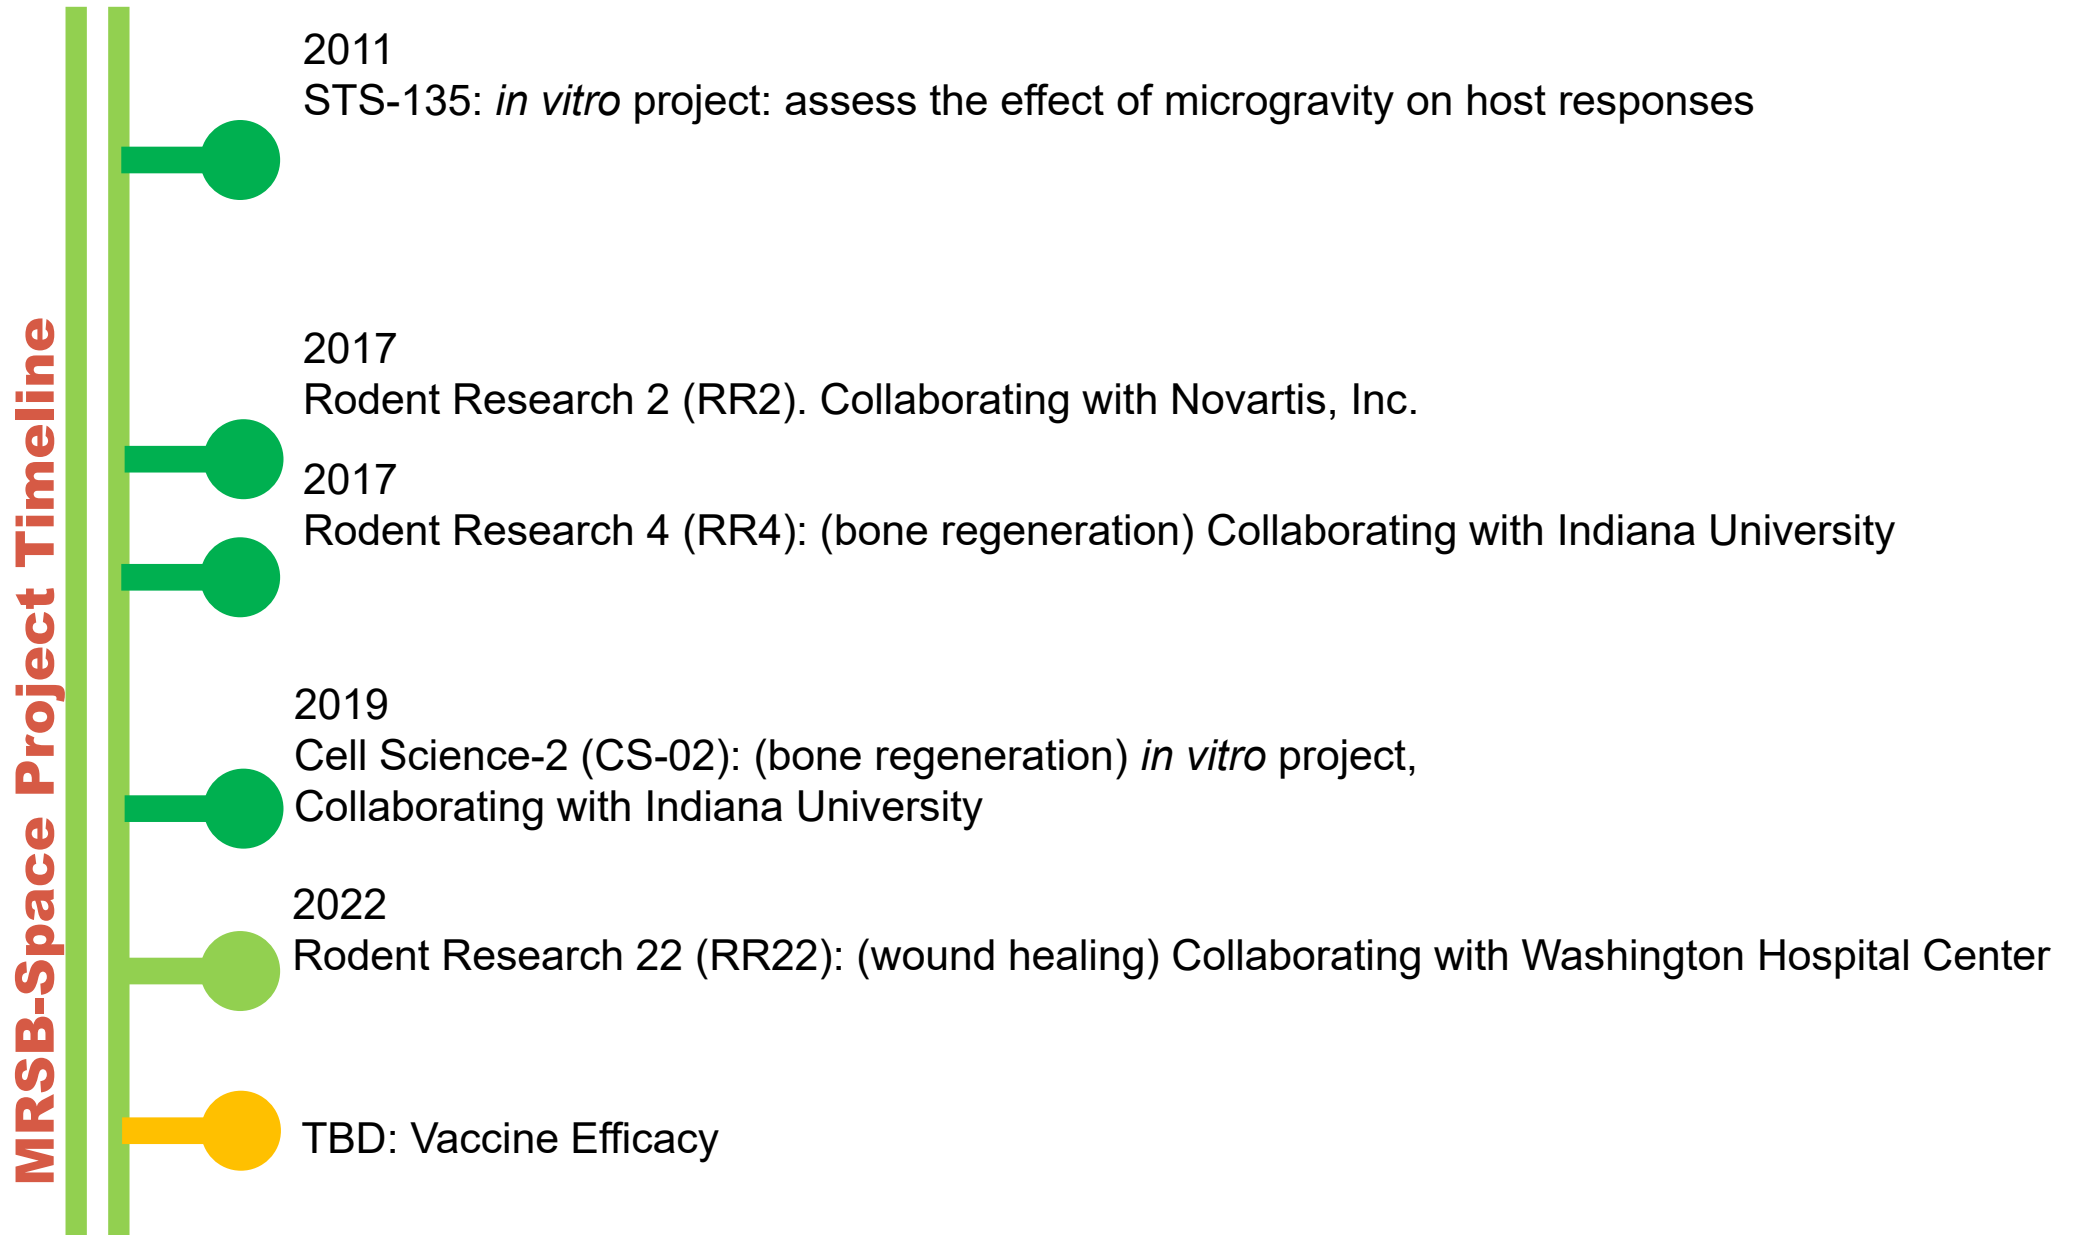 MRSB-Space Project Timeline
2011
STS-135: in vitro project: assess the effect of microgravity on host responses
2017
Rodent Research 2 (RR2). Collaborating with Novartis, Inc.
2017
Rodent Research 4 (RR4): (bone regeneration) Collaborating with Indiana University
2019
Cell Science-2 (CS-02): (bone regeneration) in vitro project,
Collaborating with Indiana University
2022
Rodent Research 22 (RR22): (wound healing) Collaborating with Washington Hospital Center
TBD: Vaccine Efficacy